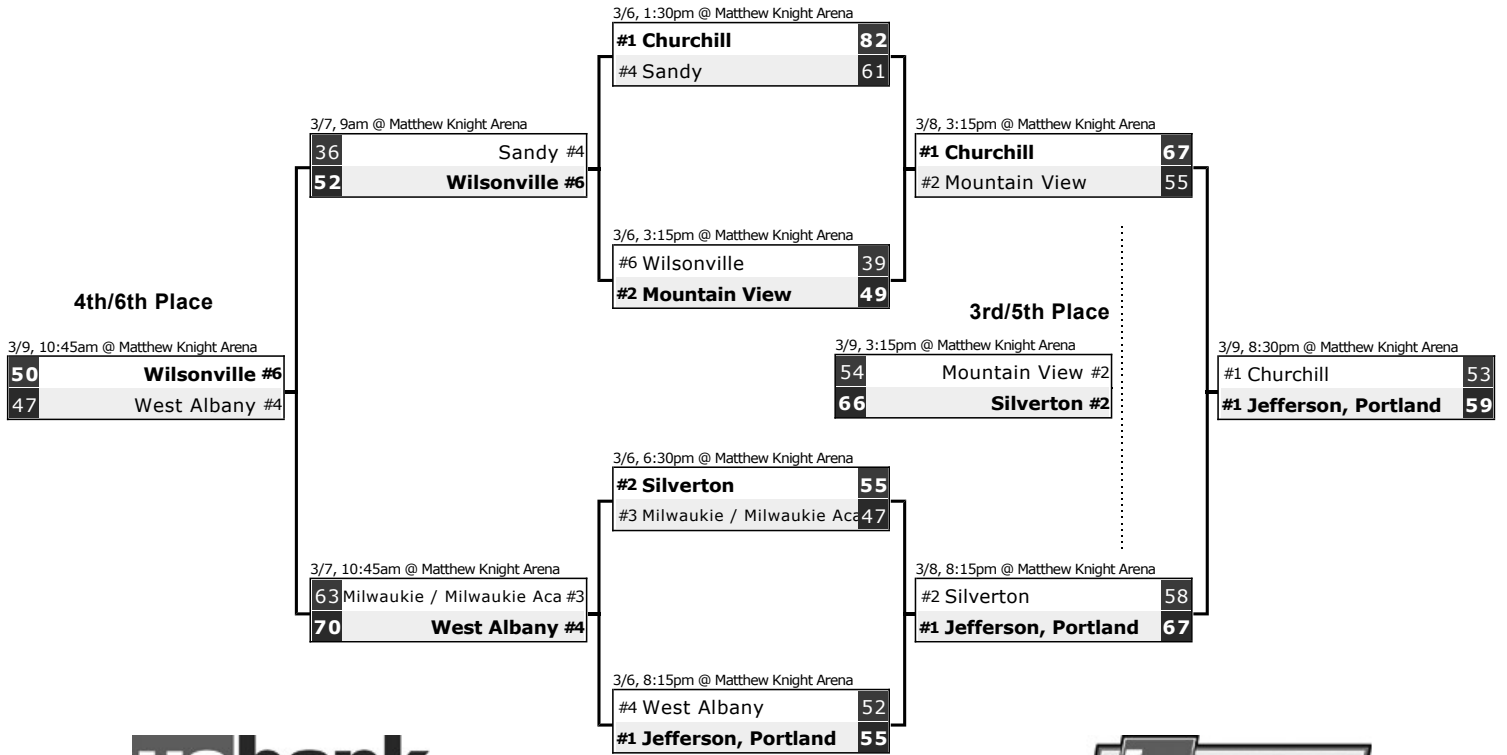 3/6, 1:30pm @ Matthew Knight Arena
#1 Churchill 82
#4 Sandy 61
3/7, 9am @ Matthew Knight Arena
36 Sandy #4
52 Wilsonville #6
3/8, 3:15pm @ Matthew Knight Arena
#1 Churchill 67
#2 Mountain View 55
3/6, 3:15pm @ Matthew Knight Arena
#6 Wilsonville 39
#2 Mountain View 49
4th/6th Place
3/9, 10:45am @ Matthew Knight Arena
50 Wilsonville #6
47 West Albany #4
3rd/5th Place
3/9, 3:15pm @ Matthew Knight Arena
54 Mountain View #2
66 Silverton #2
3/9, 8:30pm @ Matthew Knight Arena
#1 Churchill 53
#1 Jefferson, Portland 59
3/6, 6:30pm @ Matthew Knight Arena
#2 Silverton 55
#3 Milwaukie / Milwaukie Aca 47
3/7, 10:45am @ Matthew Knight Arena
63 Milwaukie / Milwaukie Aca #3
70 West Albany #4
3/8, 8:15pm @ Matthew Knight Arena
#2 Silverton 58
#1 Jefferson, Portland 67
3/6, 8:15pm @ Matthew Knight Arena
#4 West Albany 52
#1 Jefferson, Portland 55